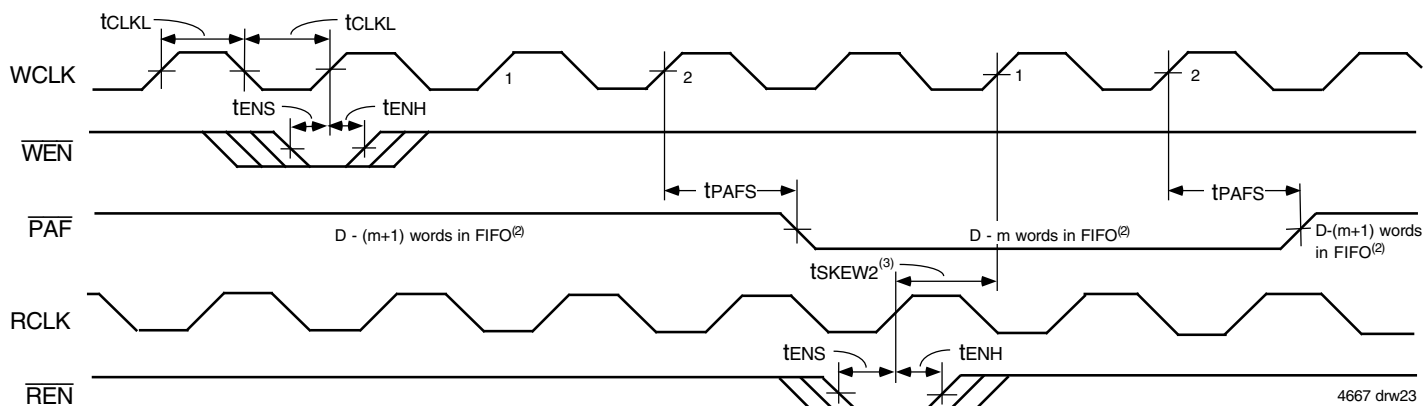 tCLKL tCLKL
WCLK 1 2 1 2
tENS tENH
WEN
tPAFS tPAFS
PAF D - (m+1) words in FIFO(2) D - m words in FIFO(2) D-(m+1) words
in FIFO(2)
tSKEW2(3)
RCLK
tENS tENH
REN 4667 drw23